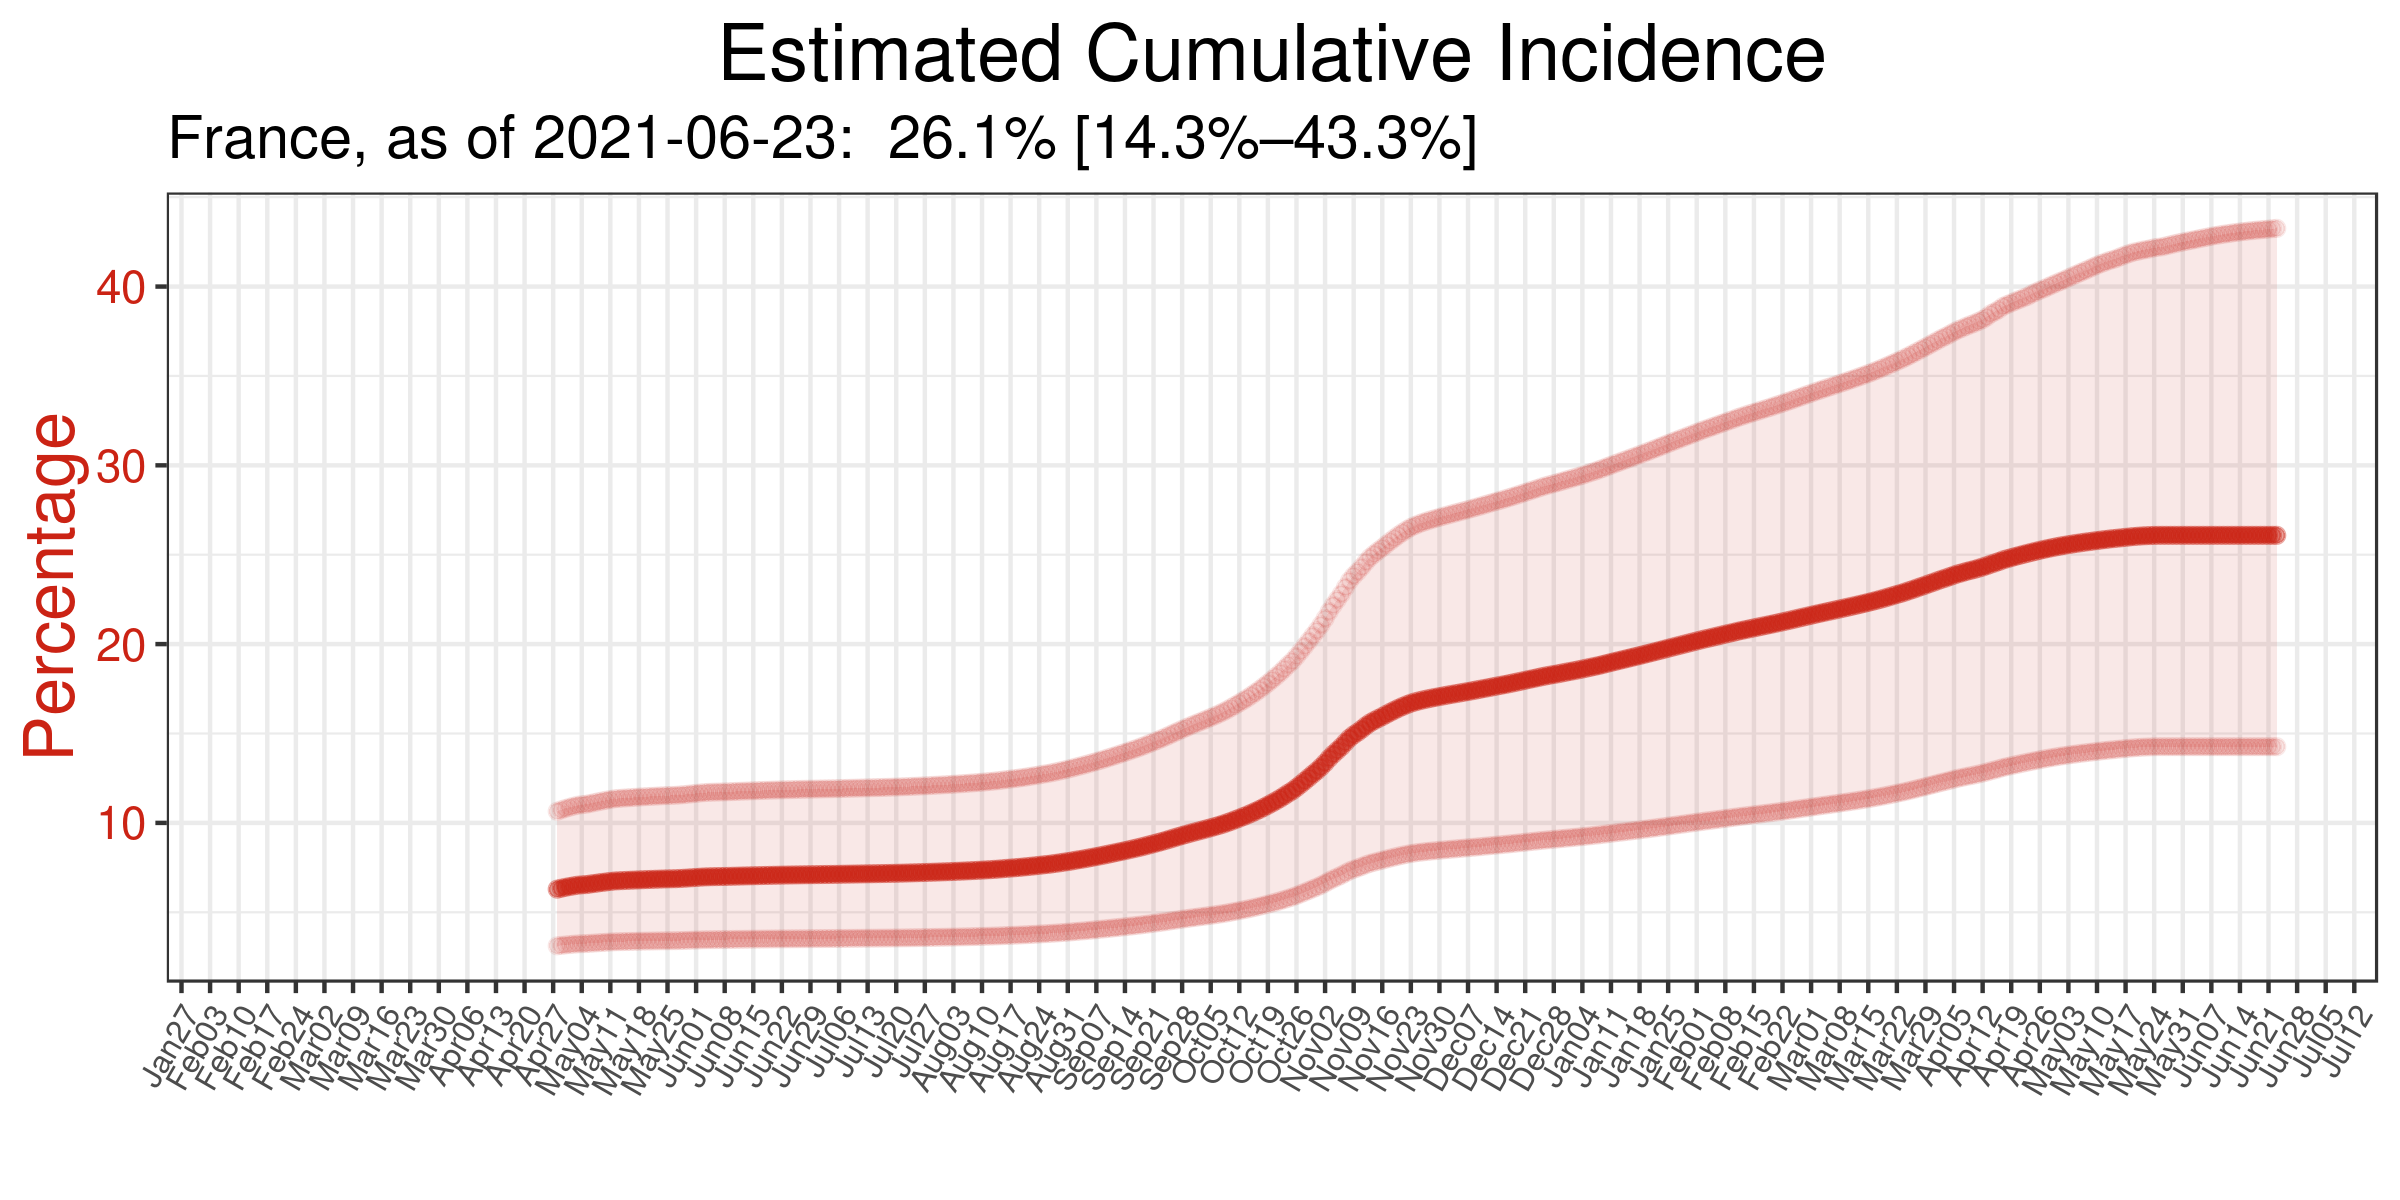 Estimated Cumulative Incidence
France, as of 2021-06-23:  26.1% [14.3%–43.3%]
Percentage
40
30
20
10
Jan27
Feb03
Feb10
Feb17
Feb24
Mar02
Mar09
Mar16
Mar23
Mar30
Apr06
Apr13
Apr20
Apr27
May04
May11
May18
May25
Jun01
Jun08
Jun15
Jun22
Jun29
Jul06
Jul13
Jul20
Jul27
Aug03
Aug10
Aug17
Aug24
Aug31
Sep07
Sep14
Sep21
Sep28
Oct05
Oct12
Oct19
Oct26
Nov02
Nov09
Nov16
Nov23
Nov30
Dec07
Dec14
Dec21
Dec28
Jan04
Jan11
Jan18
Jan25
Feb01
Feb08
Feb15
Feb22
Mar01
Mar08
Mar15
Mar22
Mar29
Apr05
Apr12
Apr19
Apr26
May03
May10
May17
May24
May31
Jun07
Jun14
Jun21
Jun28
Jul05
Jul12